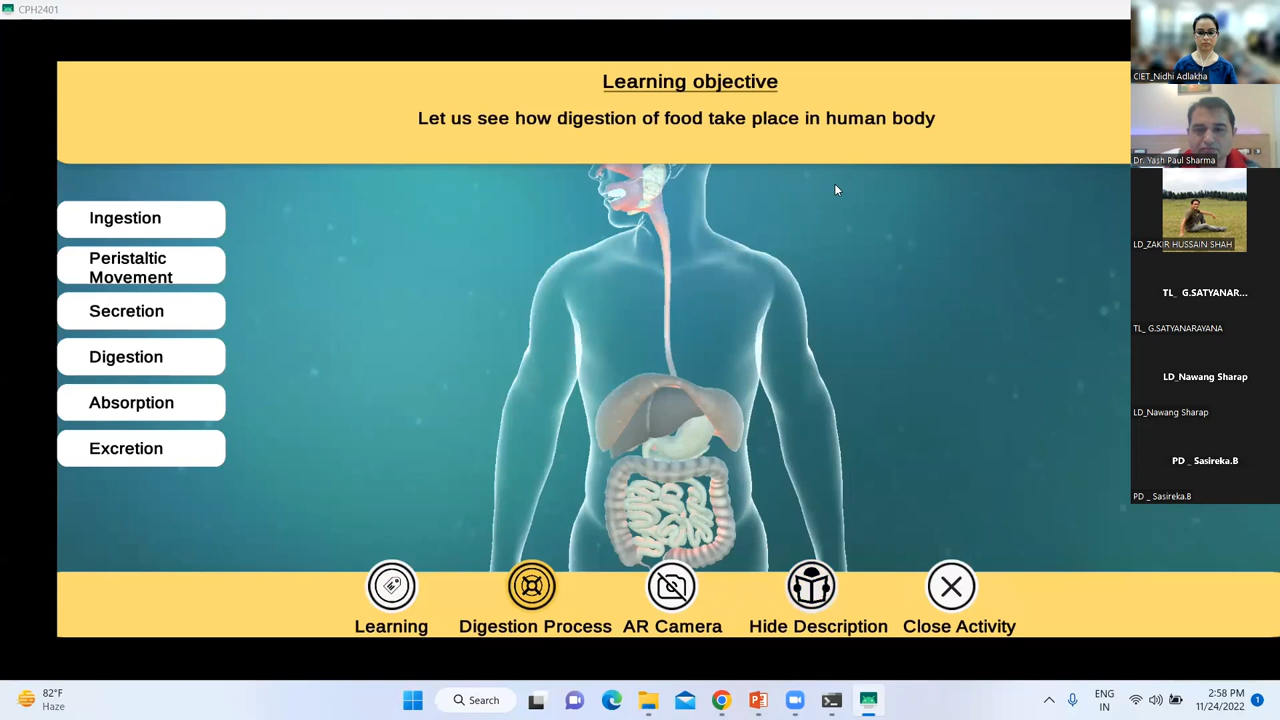 CPH2401
Learning objective
Let us see how digestion of food take place in human body
Ingestion
Peristaltic
Movement
Secretion
Digestion
Absorption
Excretion
Learning
Digestion Process
AR Camera
Hide Description
Close Activity
CIET_Nidhi Adlakha
Dr. Yash Paul Sharma
LD_ZAKIR HUSSAIN SHAH
TL_ G.SATYANAR...
TL_ G.SATYANARAYANA
LD_Nawang Sharap
LD_Nawang Sharap
PD _ Sasireka.B
PD _ Sasireka.B
82°F
Haze
Search
ENG
IN
2:58 PM
11/24/2022
1